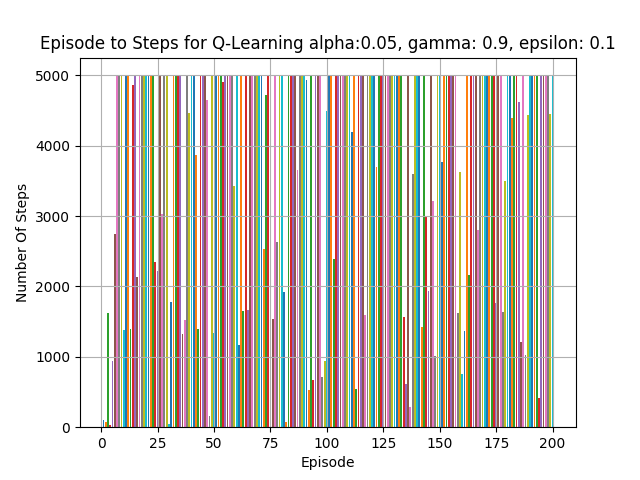 Episode to Steps for Q-Learning alpha:0.05, gamma: 0.9, epsilon: 0.1
5000
4000
3000
2000
1000
0
Number Of Steps
0 25 50 75 100 125 150 175 200
Episode